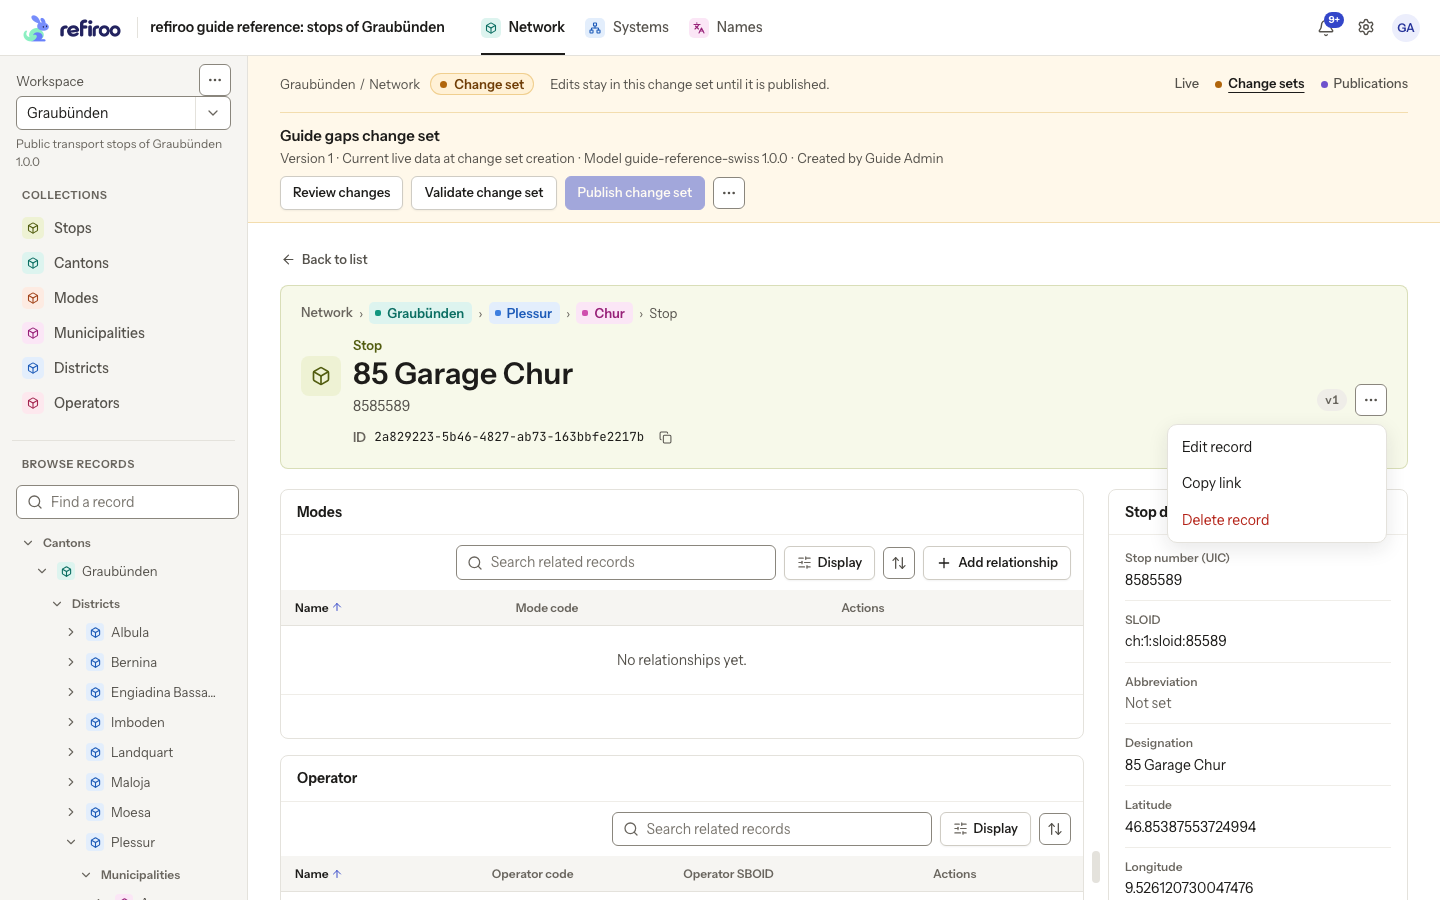 refiroo
refiroo guide reference: stops of Graubünden
Network
Systems
Names
9+
GA
Workspace
Graubünden
Public transport stops of Graubünden
1.0.0
COLLECTIONS
Stops
Cantons
Modes
Municipalities
Districts
Operators
BROWSE RECORDS
Find a record
Cantons
Graubünden
Districts
Albula
Bernina
Engiadina Bassa...
Imboden
Landquart
Maloja
Moesa
Plessur
Municipalities
Graubünden / Network
Change set
Edits stay in this change set until it is published.
Live
Change sets
Publications
Guide gaps change set
Version 1 · Current live data at change set creation · Model guide-reference-swiss 1.0.0 · Created by Guide Admin
Review changes
Validate change set
Publish change set
Back to list
Network › Graubünden › Plessur › Chur › Stop
Stop
85 Garage Chur
8585589
ID 2a829223-5b46-4827-ab73-163bbfe2217b
v1
Edit record
Copy link
Delete record
Modes
Search related records
Display
Add relationship
Name ↑ Mode code Actions
No relationships yet.
Operator
Search related records
Display
Name ↑ Operator code Operator SBOID Actions
Stop d
Stop number (UIC)
8585589
SLOID
ch:1:sloid:85589
Abbreviation
Not set
Designation
85 Garage Chur
Latitude
46.85387553724994
Longitude
9.526120730047476